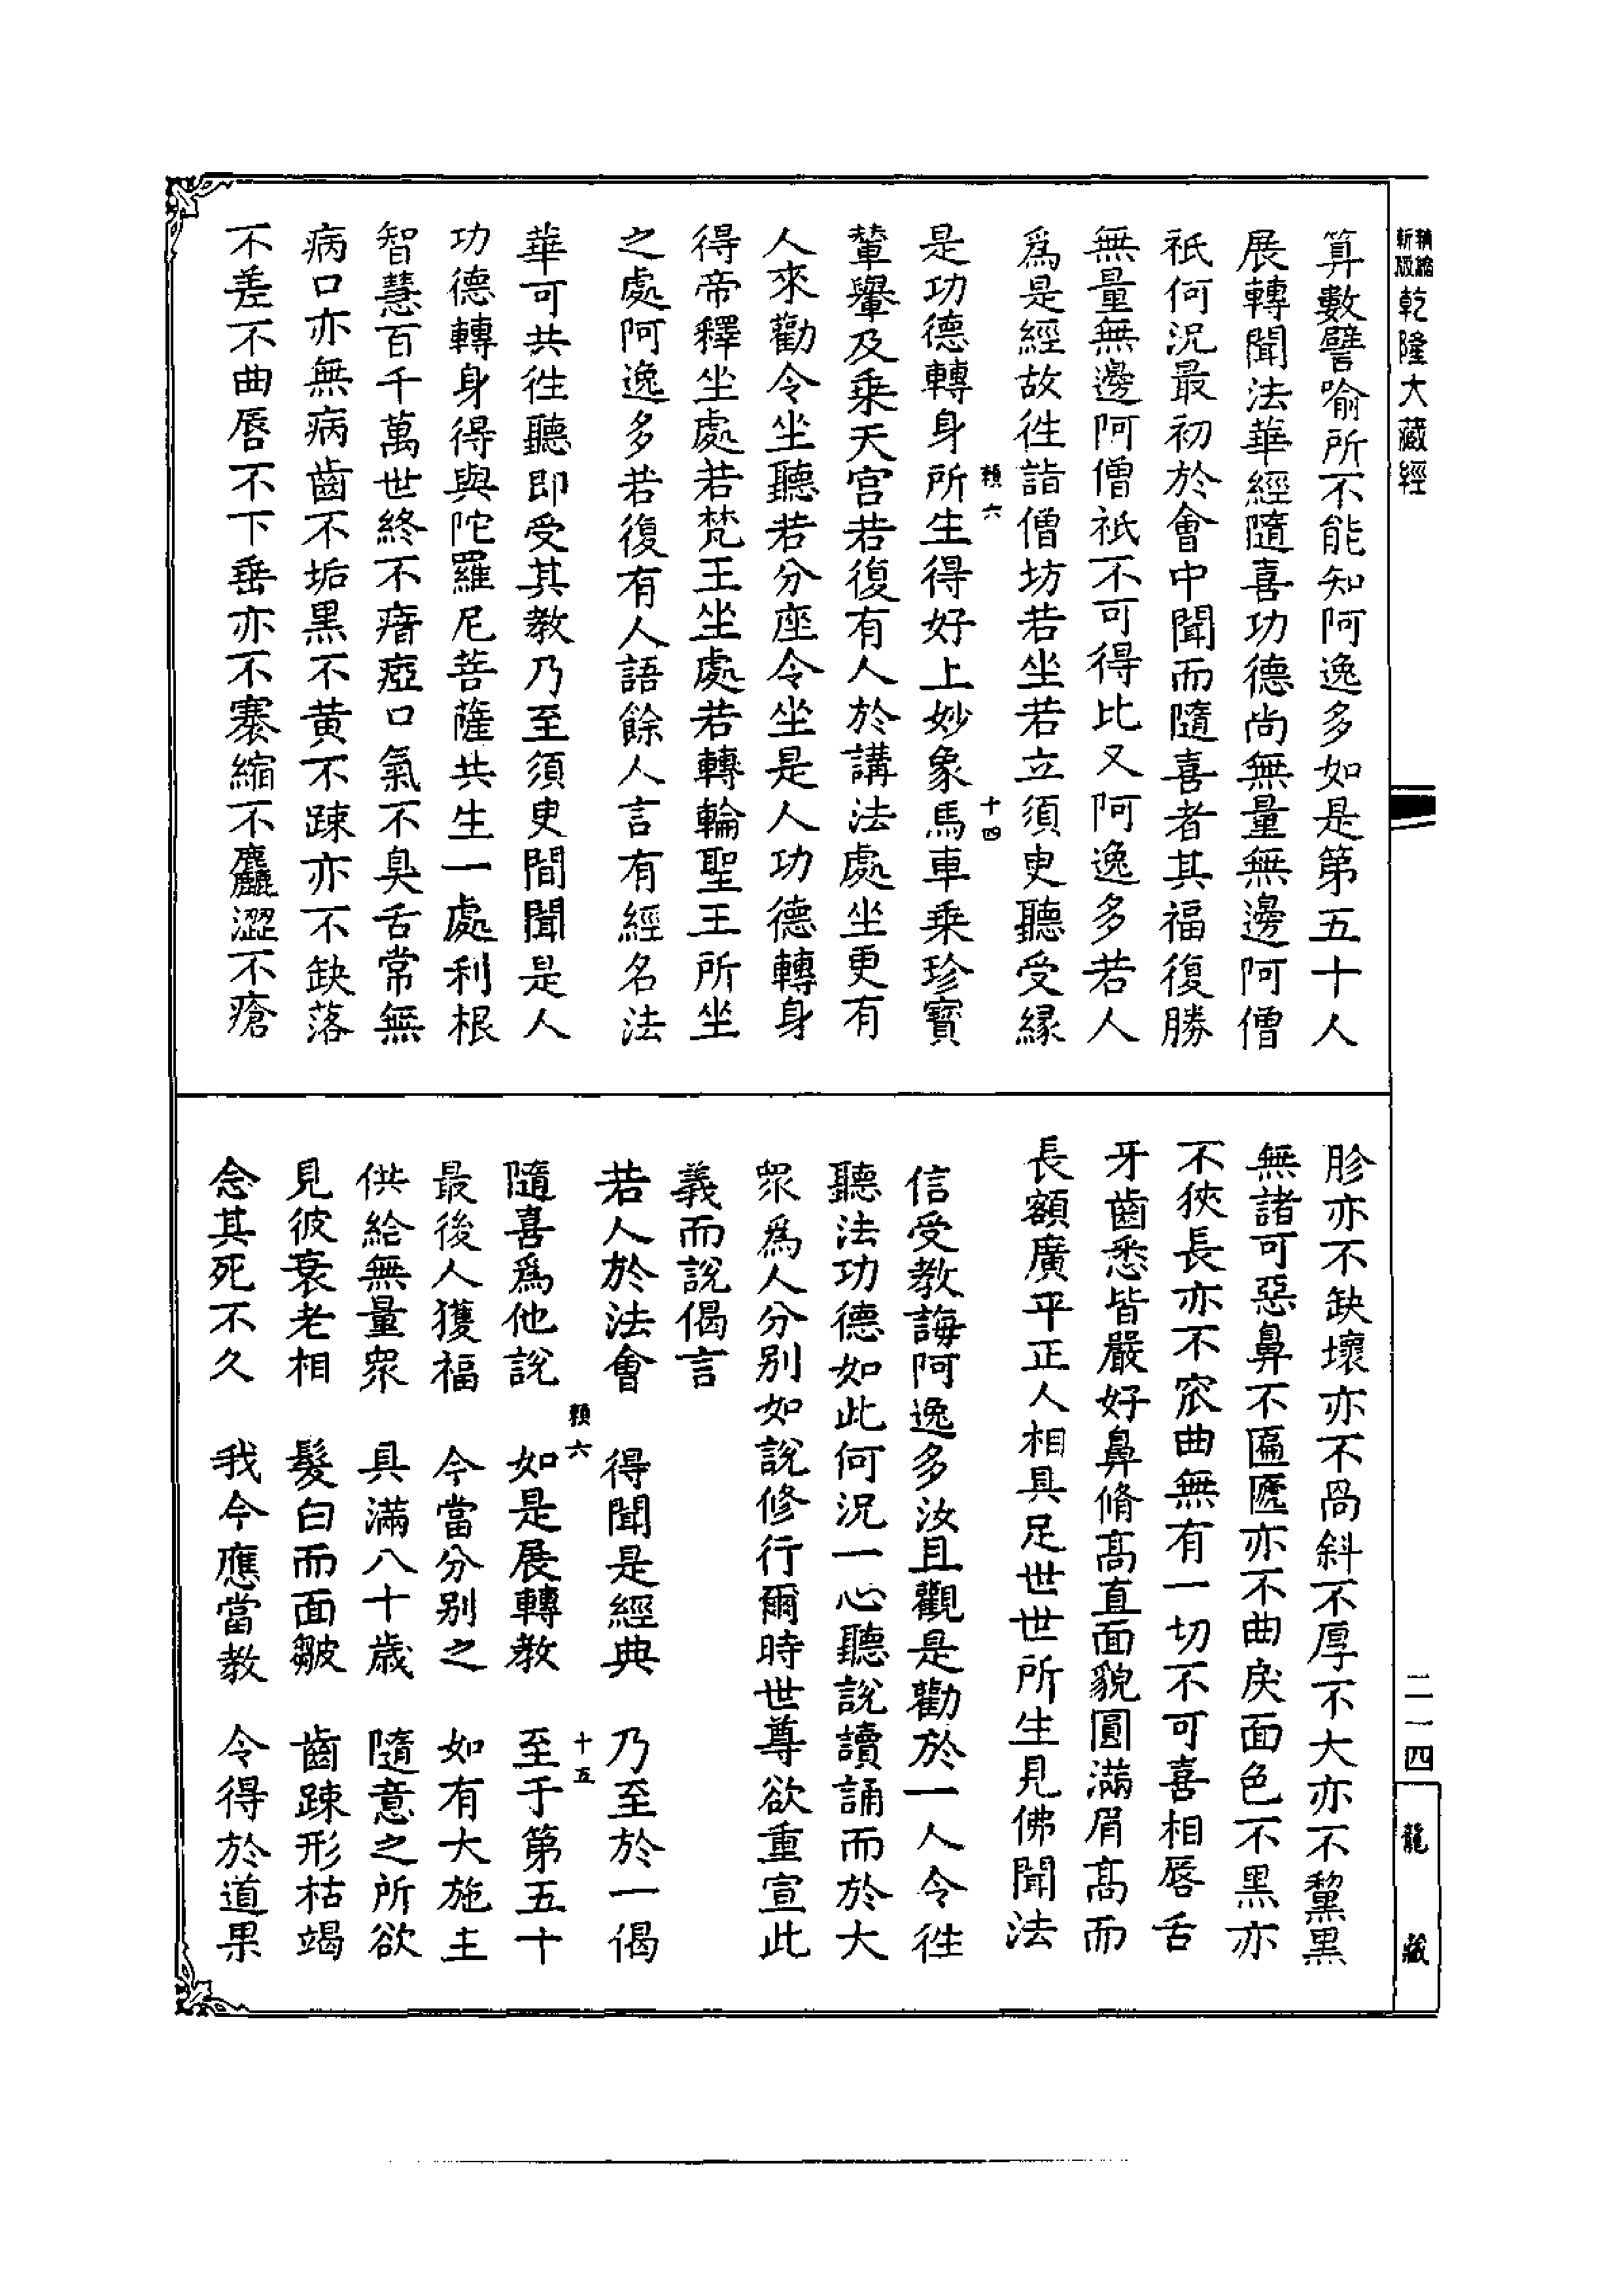 新版
精縮
乾隆大藏經
算數譬喻所不能知阿逸多如是第五十人
展轉聞法華經隨喜功德尚無量無邊阿僧
祇何況最初於會中聞而隨喜者其福復勝
無量無邊阿僧祇不可得比又阿逸多若人
爲是經故徃詣僧坊若坐若立須臾聽受緣
頼六
十四
是功德轉身所生得好上妙象馬車乗珍寶
輦轝及乗天宫若復有人於講法處坐更有
人來勸令坐聽若分座令坐是人功德轉身
得帝釋坐處若梵王坐處若轉輪聖王所坐
之處阿逸多若復有人語餘人言有經名法
華可共徃聽即受其教乃至須臾間聞是人
功德轉身得與陀羅尼菩薩共生一處利根
智慧百千萬世終不瘖瘂口氣不臭舌常無
病口亦無病齒不垢黒不黄不踈亦不缺落
不差不曲唇不下垂亦不褰縮不麤澀不瘡
胗亦不缺壞亦不咼斜不厚不大亦不黧黒
無諸可惡鼻不匾㔸亦不曲戾面色不黒亦
不狹長亦不窊曲無有一切不可喜相唇舌
牙齒悉皆嚴好鼻脩髙直面貌圓滿眉髙而
長額廣平正人相具足世世所生見佛聞法
信受教誨阿逸多汝且觀是勸於一人令徃
聽法功德如此何況一心聽說讀誦而於大
衆爲人分别如說修行爾時世尊欲重宣此
義而說偈言
若人於法會　得聞是經典　乃至於一偈
頼六
十五
隨喜爲他說　如是展轉教　至于第五十
最後人獲福　今當分别之　如有大施主
供給無量衆　具滿八十歲　隨意之所欲
見彼衰老相　髮白而面皺　齒踈形枯竭
念其死不久　我今應當教　令得於道果
二一四
龍藏